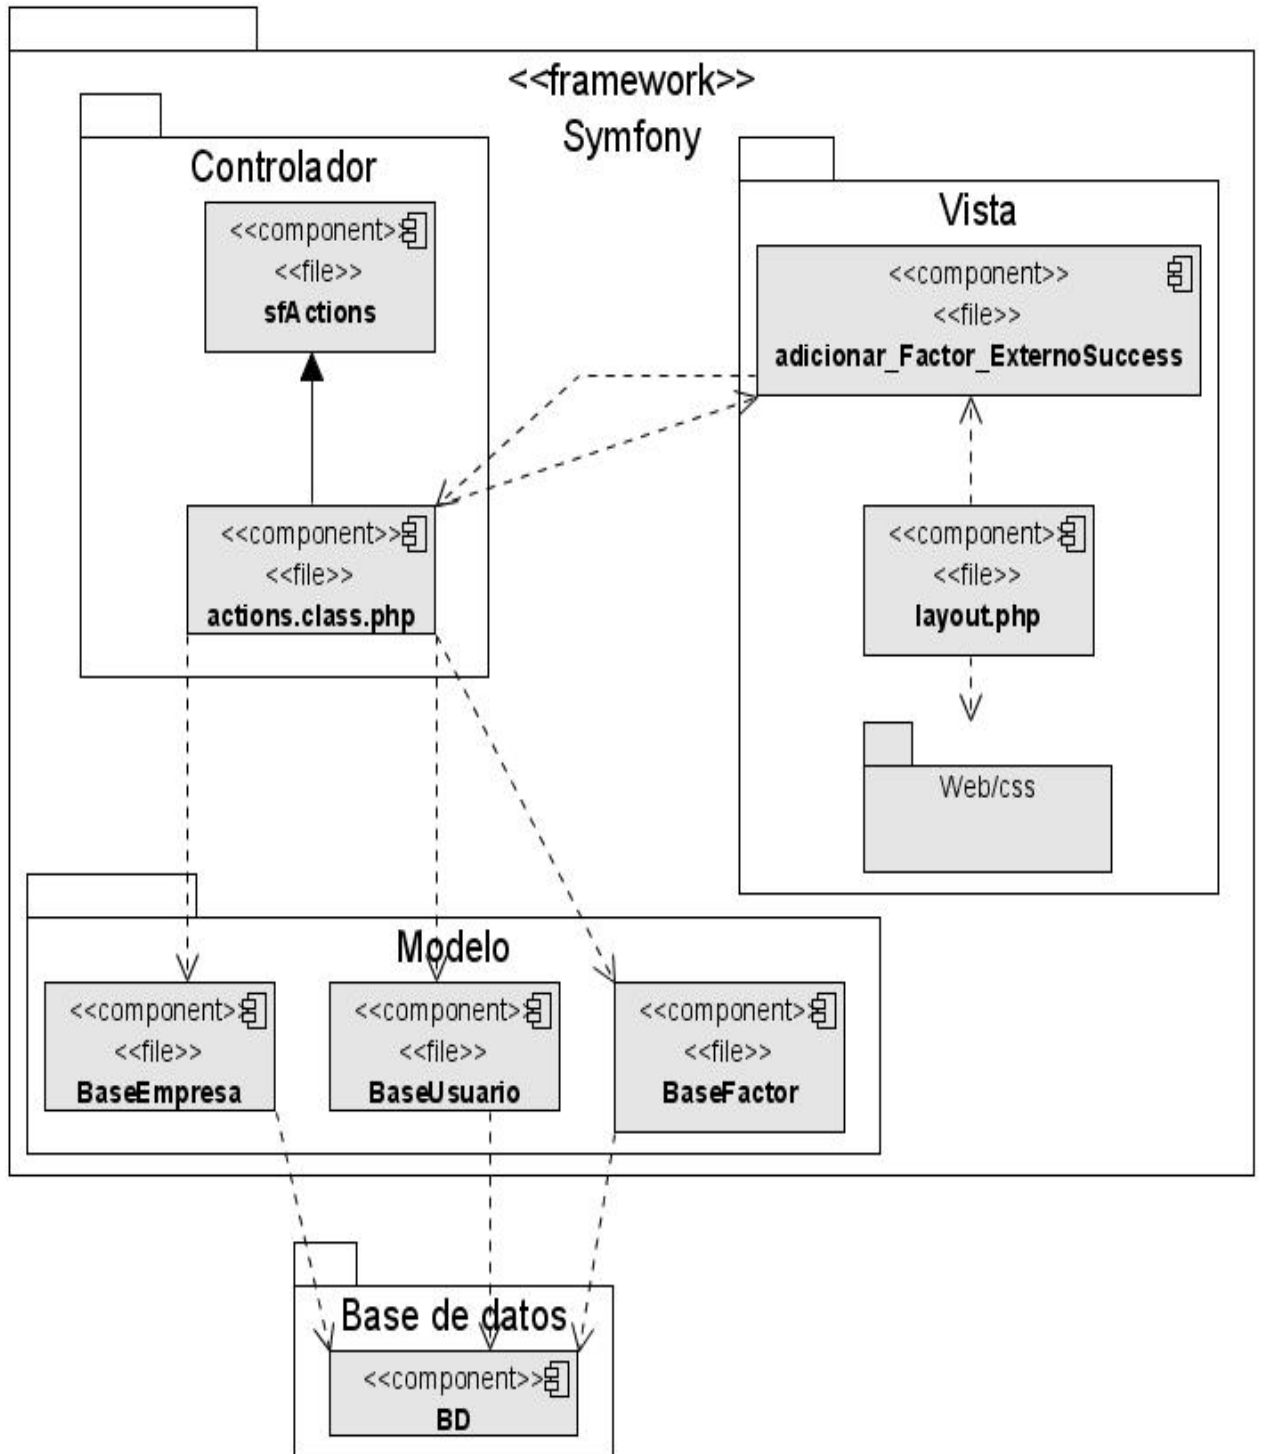 <<framework>>
Symfony
Controlador
<<component>>
<<file>>
sfActions
Vista
<<component>>
<<file>>
adicionar_Factor_ExternoSuccess
<<component>>
<<file>>
actions.class.php
<<component>>
<<file>>
layout.php
Web/css
Modelo
<<component>>
<<file>>
BaseEmpresa
<<component>>
<<file>>
BaseUsuario
<<component>>
<<file>>
BaseFactor
Base de datos
<<component>>
BD